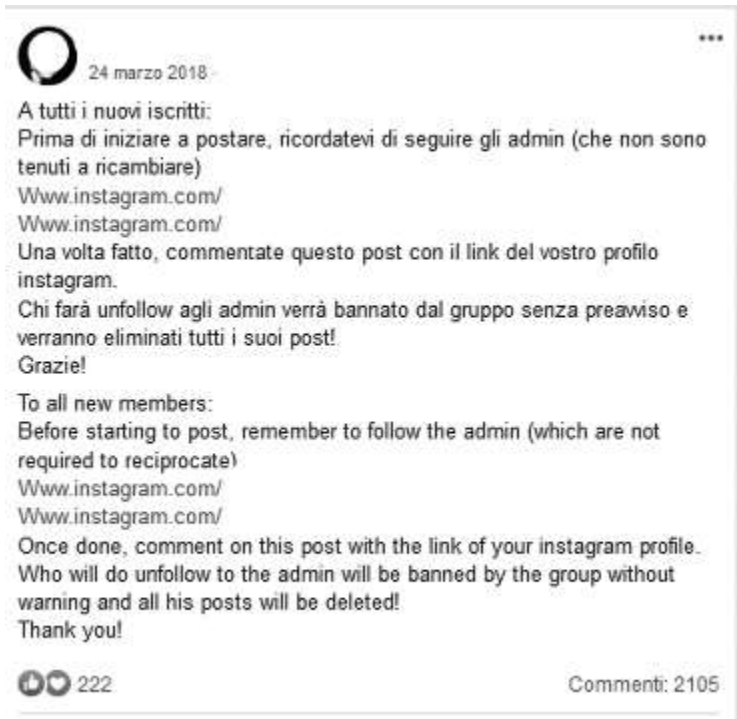 24 marzo 2018
A tutti i nuovi iscritti:
Prima di iniziare a postare, ricordatevi di seguire gli admin (che non sono
tenuti a ricambiare)
Www.instagram.com/
Www.instagram.com/
Una volta fatto, commentate questo post con il link del vostro profilo
instagram.
Chi farà unfollow agli admin verrà bannato dal gruppo senza preavviso e
verranno eliminati tutti i suoi post!
Grazie!
To all new members:
Before starting to post, remember to follow the admin (which are not
required to reciprocate)
Www.instagram.com/
Www.instagram.com/
Once done, comment on this post with the link of your instagram profile.
Who will do unfollow to the admin will be banned by the group without
warning and all his posts will be deleted!
Thank you!
222 Commenti: 2105